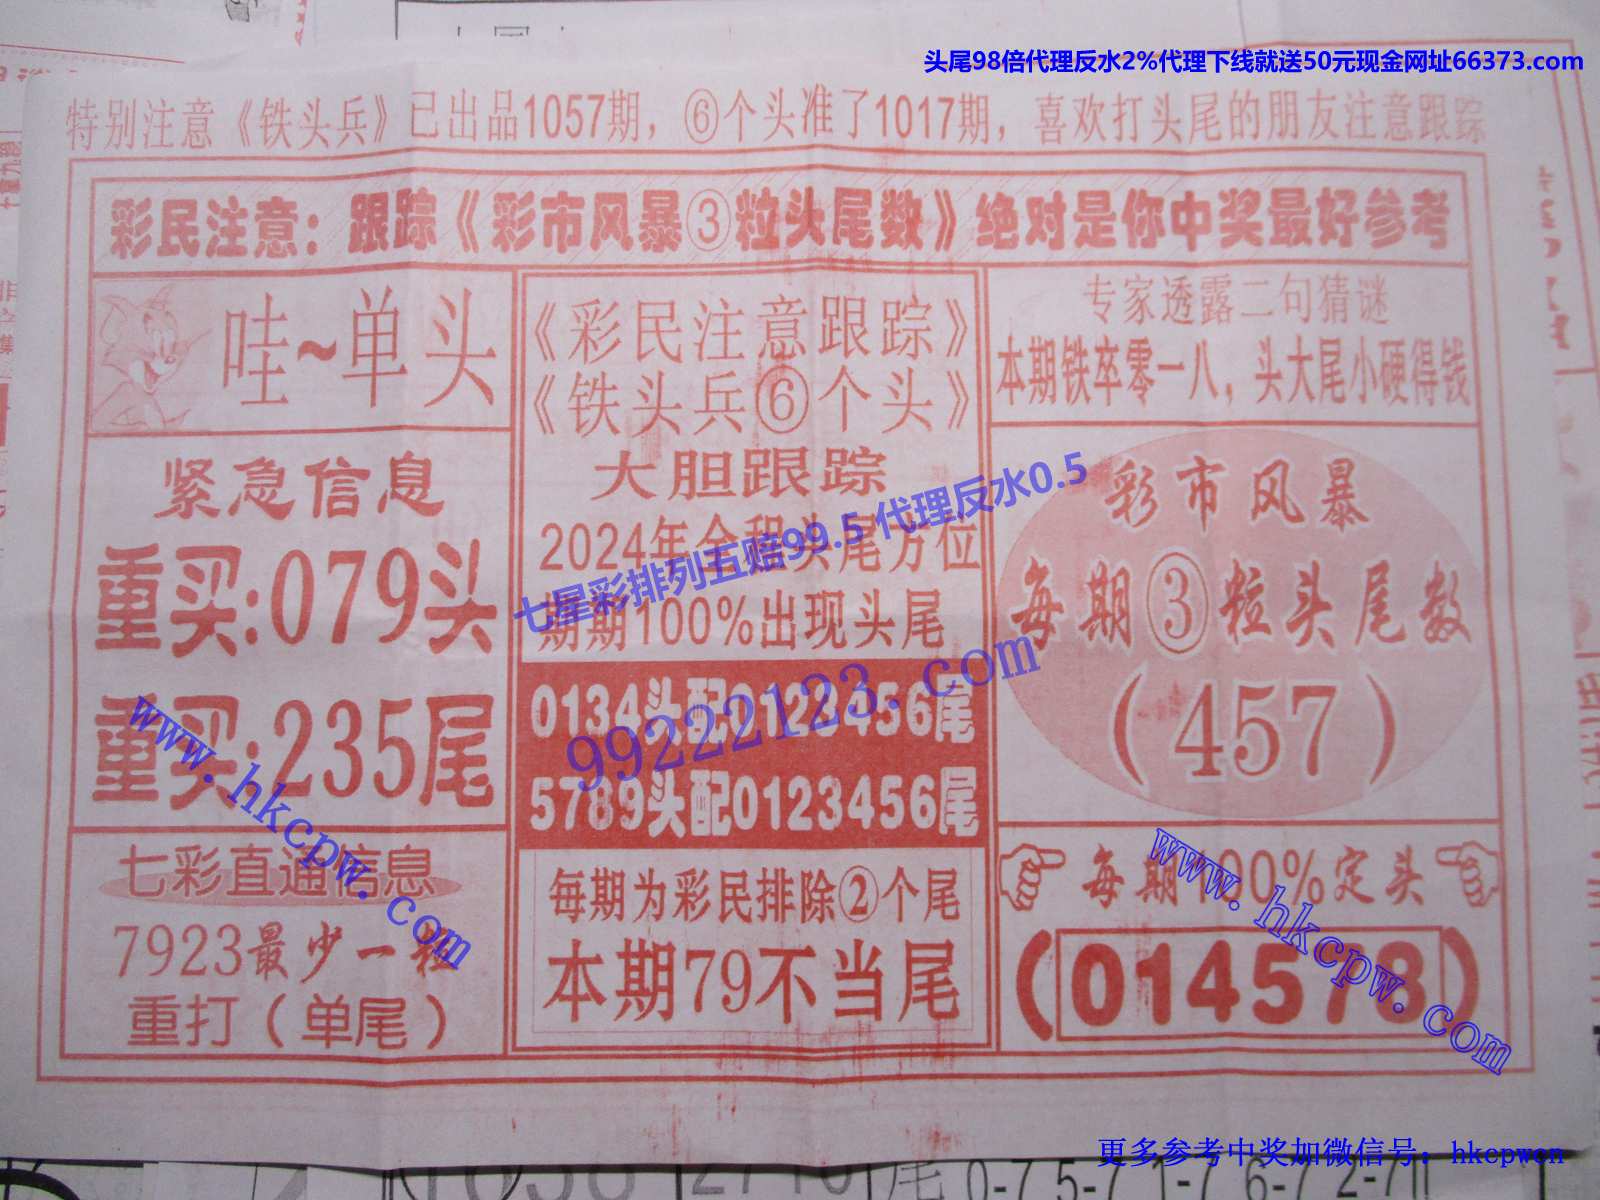 头尾98倍代理反水2%代理下线就送50元现金网址66373.com
特别注意《铁头兵》已出品1057期，⑥个头准了1017期，喜欢打头尾的朋友注意跟踪
彩民注意：跟踪《彩市风暴③粒头尾数》绝对是你中奖最好参考
哇~单头
紧急信息
重买:079头
重买:235尾
七彩直通信息
7923最少一粒
重打（单尾）
《彩民注意跟踪》
《铁头兵⑥个头》
大胆跟踪
2024年全程头尾方位
期期100%出现头尾
0134头配0123456尾
5789头配0123456尾
每期为彩民排除②个尾
本期79不当尾
专家透露二句猜谜
本期铁卒零一八，头大尾小硬得钱
彩市风暴
每期③粒头尾数
（457）
每期100%定头
（014578）
七星彩排列五赔99.5 代理反水0.5
99222123.com
www.hkcpw.com
www.hkcpw.com
更多参考中奖加微信号：hkcpwcn
尾 0-7 5-7 1-7 6-7 2-7